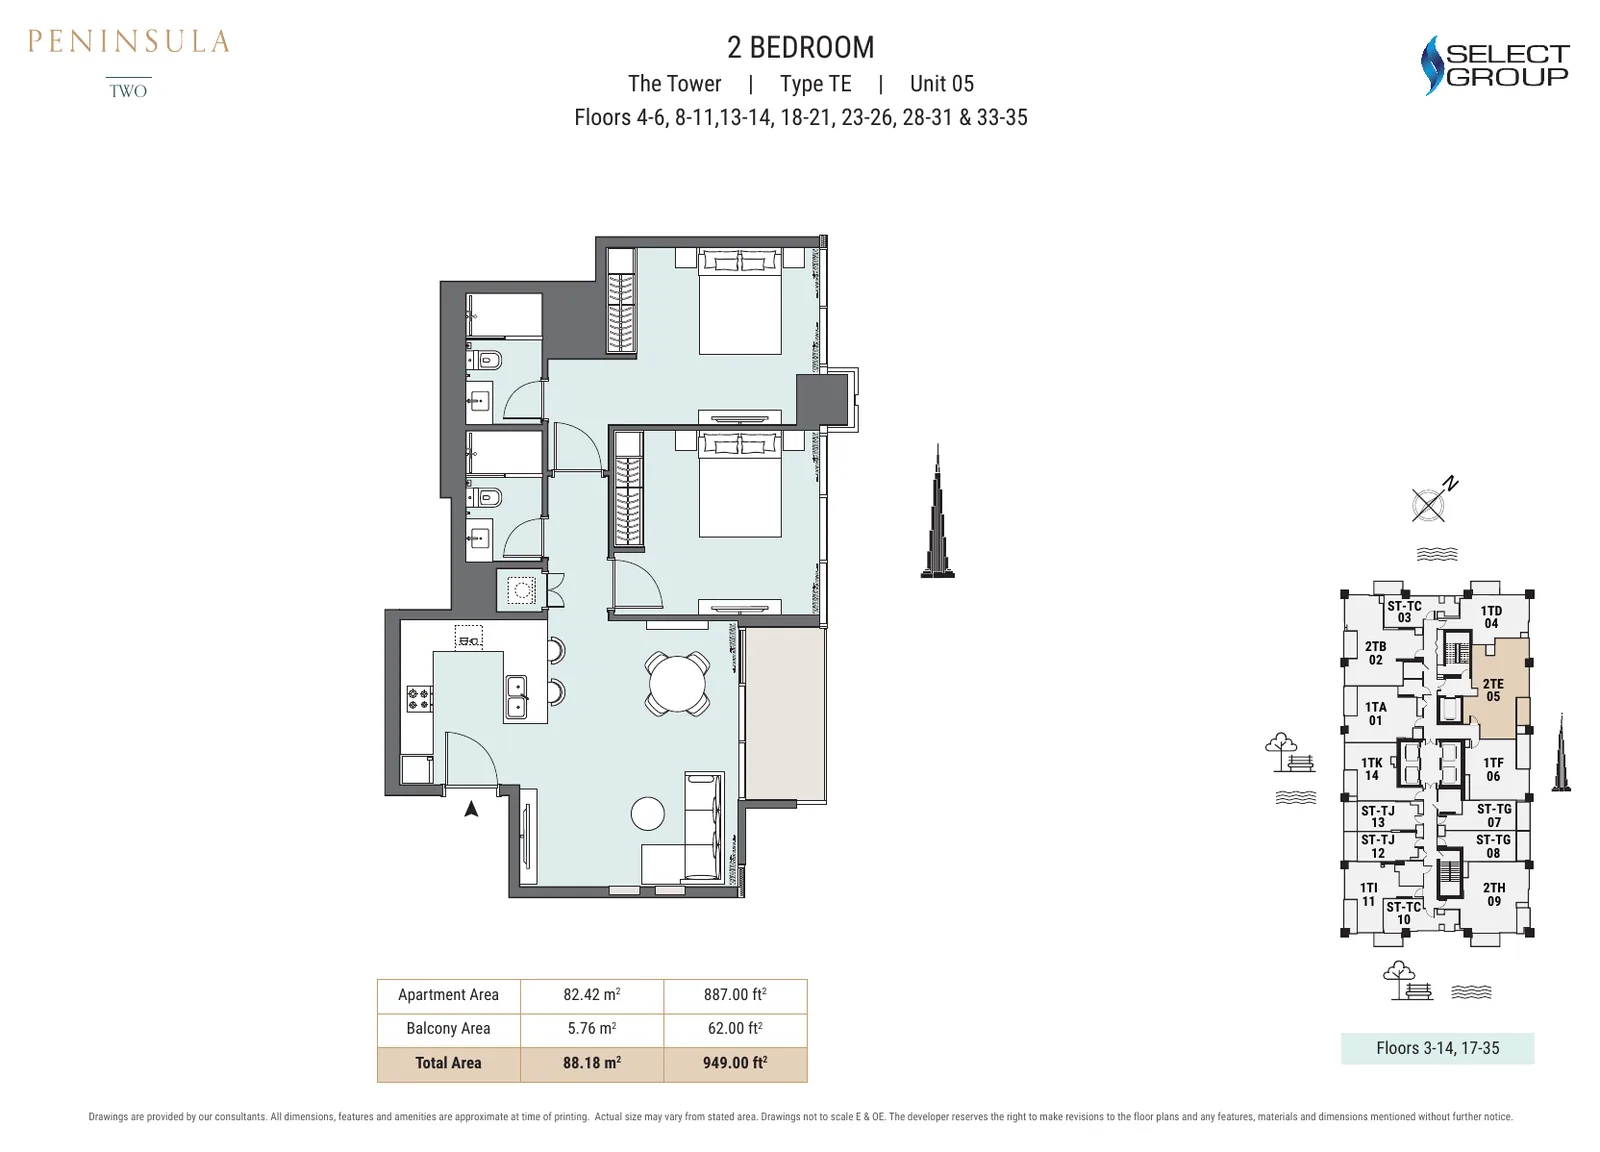 PENINSULA
TWO
2 BEDROOM
The Tower | Type TE | Unit 05
Floors 4-6, 8-11,13-14, 18-21, 23-26, 28-31 & 33-35
SELECT
GROUP
N
ST-TC
03
1TD
04
2TB
02
2TE
05
1TA
01
1TK
14
1TF
06
ST-TJ
13
ST-TG
07
ST-TJ
12
ST-TG
08
1TI
11
2TH
09
ST-TC
10
Floors 3-14, 17-35
Apartment Area 82.42 m² 887.00 ft²
Balcony Area 5.76 m² 62.00 ft²
Total Area 88.18 m² 949.00 ft²
Drawings are provided by our consultants. All dimensions, features and amenities are approximate at time of printing. Actual size may vary from stated area. Drawings not to scale E & OE. The developer reserves the right to make revisions to the floor plans and any features, materials and dimensions mentioned without further notice.